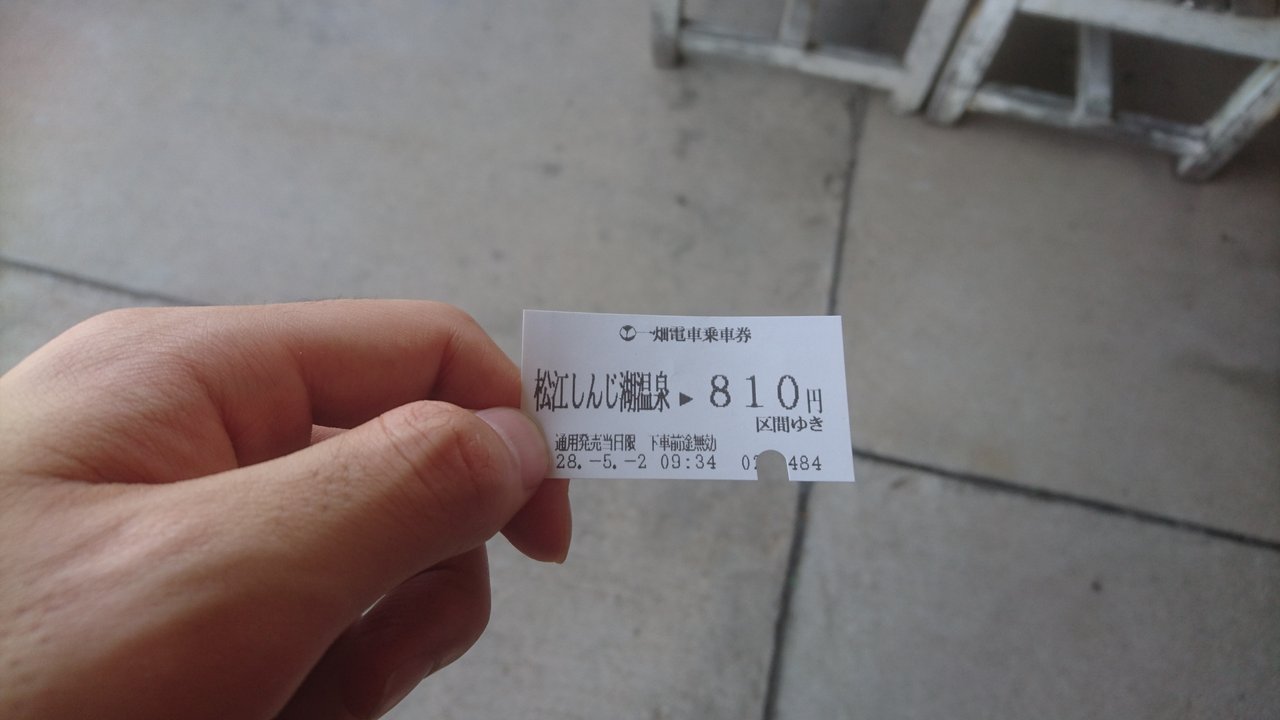 一畑電車乗車券
松江しんじ湖温泉 ▶ 810円
区間ゆき
通用発売当日限 下車前途無効
28.-5.-2 09:34 02 484